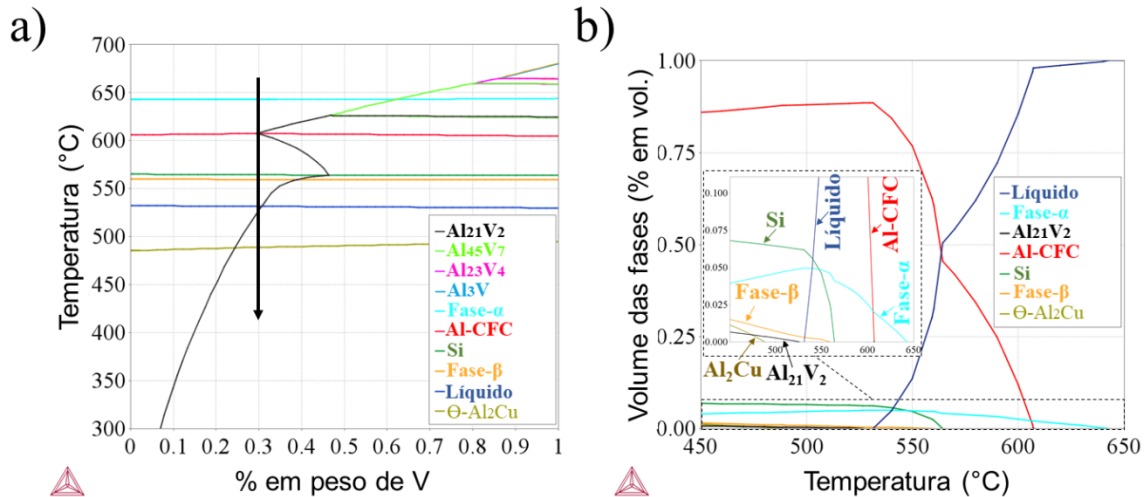 a)
Temperatura (°C)
700
650
600
550
500
450
400
350
300
0 0.1 0.2 0.3 0.4 0.5 0.6 0.7 0.8 0.9 1
% em peso de V
Al21V2
Al45V7
Al23V4
Al3V
Fase-α
Al-CFC
Si
Fase-β
Líquido
Θ-Al2Cu
b)
Volume das fases (% em vol.)
1.00
0.75
0.50
0.25
0.00
450 500 550 600 650
Temperatura (°C)
0.100
0.075
0.050
0.025
0.000
500 550 600 650
Si
Líquido
Al-CFC
Fase-α
Fase-β
Al2Cu
Al21V2
Líquido
Fase-α
Al21V2
Al-CFC
Si
Fase-β
Θ-Al2Cu